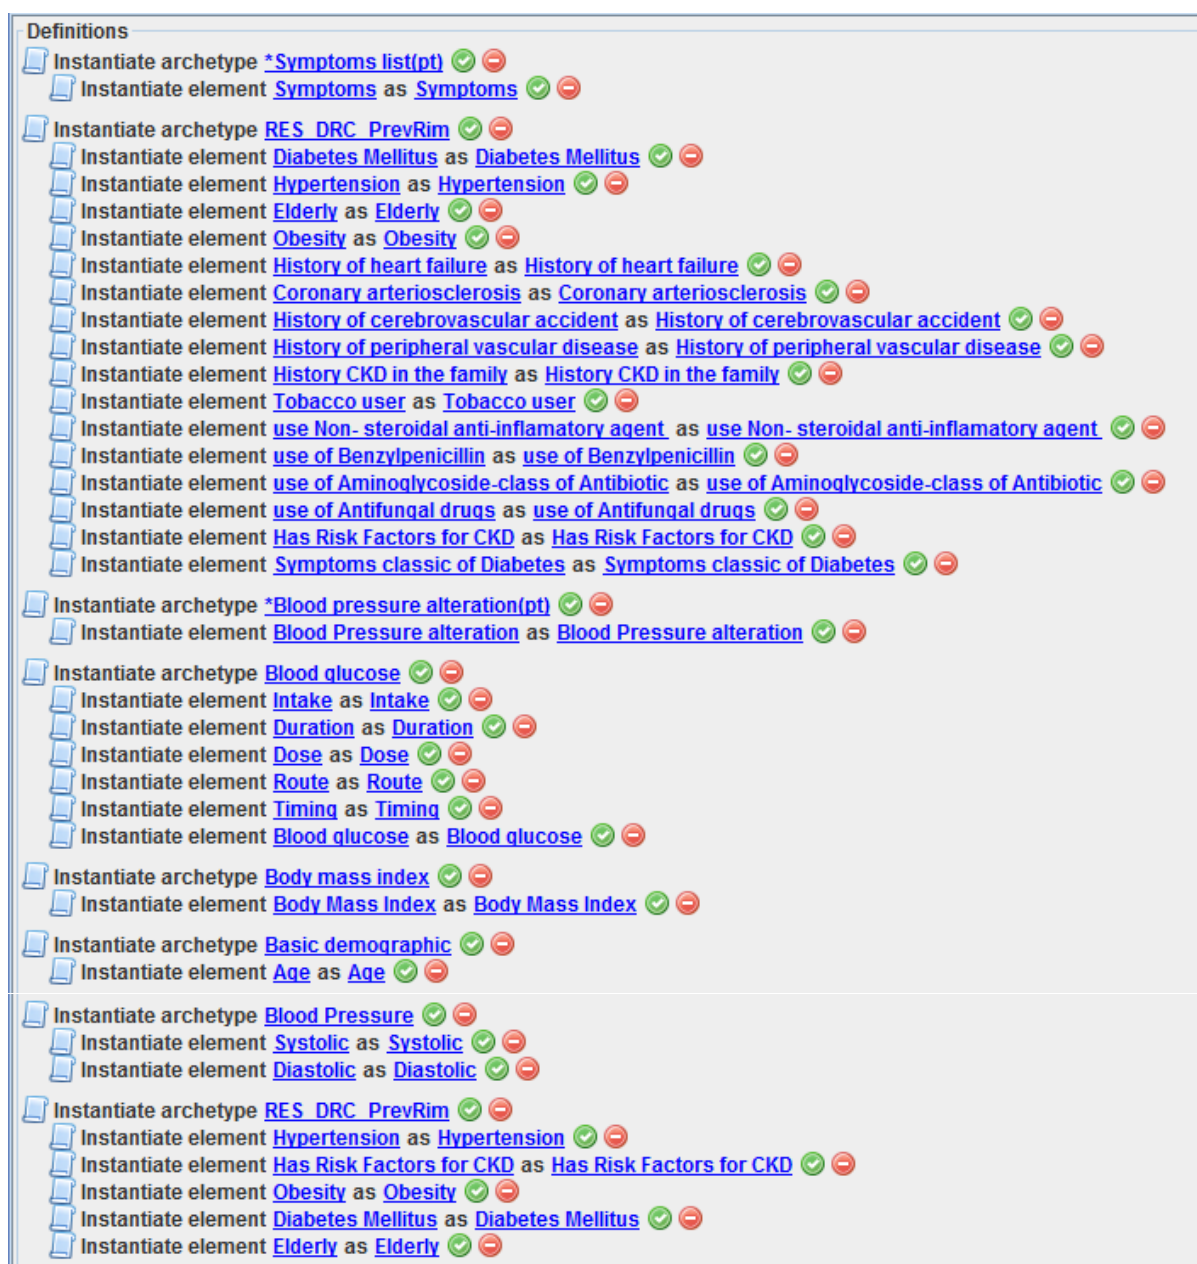 Definitions
Instantiate archetype *Symptoms list(pt)
Instantiate element Symptoms as Symptoms
Instantiate archetype RES_DRC_PrevRim
Instantiate element Diabetes Mellitus as Diabetes Mellitus
Instantiate element Hypertension as Hypertension
Instantiate element Elderly as Elderly
Instantiate element Obesity as Obesity
Instantiate element History of heart failure as History of heart failure
Instantiate element Coronary arteriosclerosis as Coronary arteriosclerosis
Instantiate element History of cerebrovascular accident as History of cerebrovascular accident
Instantiate element History of peripheral vascular disease as History of peripheral vascular disease
Instantiate element History CKD in the family as History CKD in the family
Instantiate element Tobacco user as Tobacco user
Instantiate element use Non- steroidal anti-inflamatory agent as use Non- steroidal anti-inflamatory agent
Instantiate element use of Benzylpenicillin as use of Benzylpenicillin
Instantiate element use of Aminoglycoside-class of Antibiotic as use of Aminoglycoside-class of Antibiotic
Instantiate element use of Antifungal drugs as use of Antifungal drugs
Instantiate element Has Risk Factors for CKD as Has Risk Factors for CKD
Instantiate element Symptoms classic of Diabetes as Symptoms classic of Diabetes
Instantiate archetype *Blood pressure alteration(pt)
Instantiate element Blood Pressure alteration as Blood Pressure alteration
Instantiate archetype Blood glucose
Instantiate element Intake as Intake
Instantiate element Duration as Duration
Instantiate element Dose as Dose
Instantiate element Route as Route
Instantiate element Timing as Timing
Instantiate element Blood glucose as Blood glucose
Instantiate archetype Body mass index
Instantiate element Body Mass Index as Body Mass Index
Instantiate archetype Basic demographic
Instantiate element Age as Age
Instantiate archetype Blood Pressure
Instantiate element Systolic as Systolic
Instantiate element Diastolic as Diastolic
Instantiate archetype RES_DRC_PrevRim
Instantiate element Hypertension as Hypertension
Instantiate element Has Risk Factors for CKD as Has Risk Factors for CKD
Instantiate element Obesity as Obesity
Instantiate element Diabetes Mellitus as Diabetes Mellitus
Instantiate element Elderly as Elderly